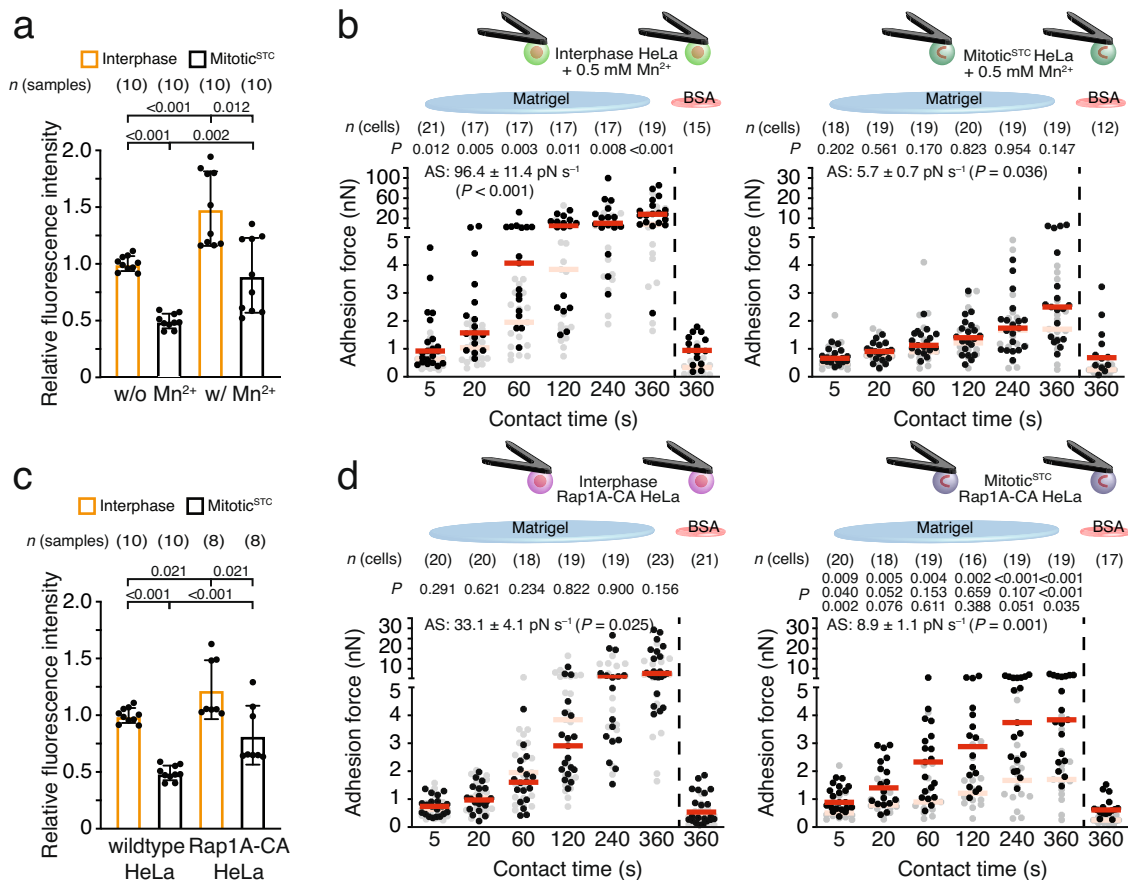 a
Interphase Mitotic^STC
n (samples) (10) (10) (10) (10)
<0.001 0.012
<0.001 0.002
Relative fluorescence intensity
2.0
1.5
1.0
0.5
0
w/o Mn²⁺ w/ Mn²⁺
b
Interphase HeLa
+ 0.5 mM Mn²⁺
Matrigel BSA
n (cells) (21) (17) (17) (17) (17) (19) (15)
P 0.012 0.005 0.003 0.011 0.008 <0.001
AS: 96.4 ± 11.4 pN s⁻¹
(P < 0.001)
Adhesion force (nN)
100
60
20
5
4
3
2
1
0
5 20 60 120 240 360 360
Contact time (s)
Mitotic^STC HeLa
+ 0.5 mM Mn²⁺
Matrigel BSA
n (cells) (18) (19) (19) (20) (19) (19) (12)
P 0.202 0.561 0.170 0.823 0.954 0.147
AS: 5.7 ± 0.7 pN s⁻¹ (P = 0.036)
Adhesion force (nN)
30
20
10
5
4
3
2
1
0
5 20 60 120 240 360 360
Contact time (s)
c
Interphase Mitotic^STC
n (samples) (10) (10) (8) (8)
0.021 0.021
<0.001 <0.001
Relative fluorescence intensity
2.0
1.5
1.0
0.5
0
wildtype Rap1A-CA
HeLa HeLa
d
Interphase
Rap1A-CA HeLa
Matrigel BSA
n (cells) (20) (20) (18) (19) (19) (23) (21)
P 0.291 0.621 0.234 0.822 0.900 0.156
AS: 33.1 ± 4.1 pN s⁻¹ (P = 0.025)
Adhesion force (nN)
30
20
10
5
4
3
2
1
0
5 20 60 120 240 360 360
Contact time (s)
Mitotic^STC
Rap1A-CA HeLa
Matrigel BSA
n (cells) (20) (18) (19) (16) (19) (19) (17)
0.009 0.005 0.004 0.002 <0.001 <0.001
P 0.040 0.052 0.153 0.659 0.107 <0.001
0.002 0.076 0.611 0.388 0.051 0.035
AS: 8.9 ± 1.1 pN s⁻¹ (P = 0.001)
Adhesion force (nN)
30
20
10
5
4
3
2
1
0
5 20 60 120 240 360 360
Contact time (s)